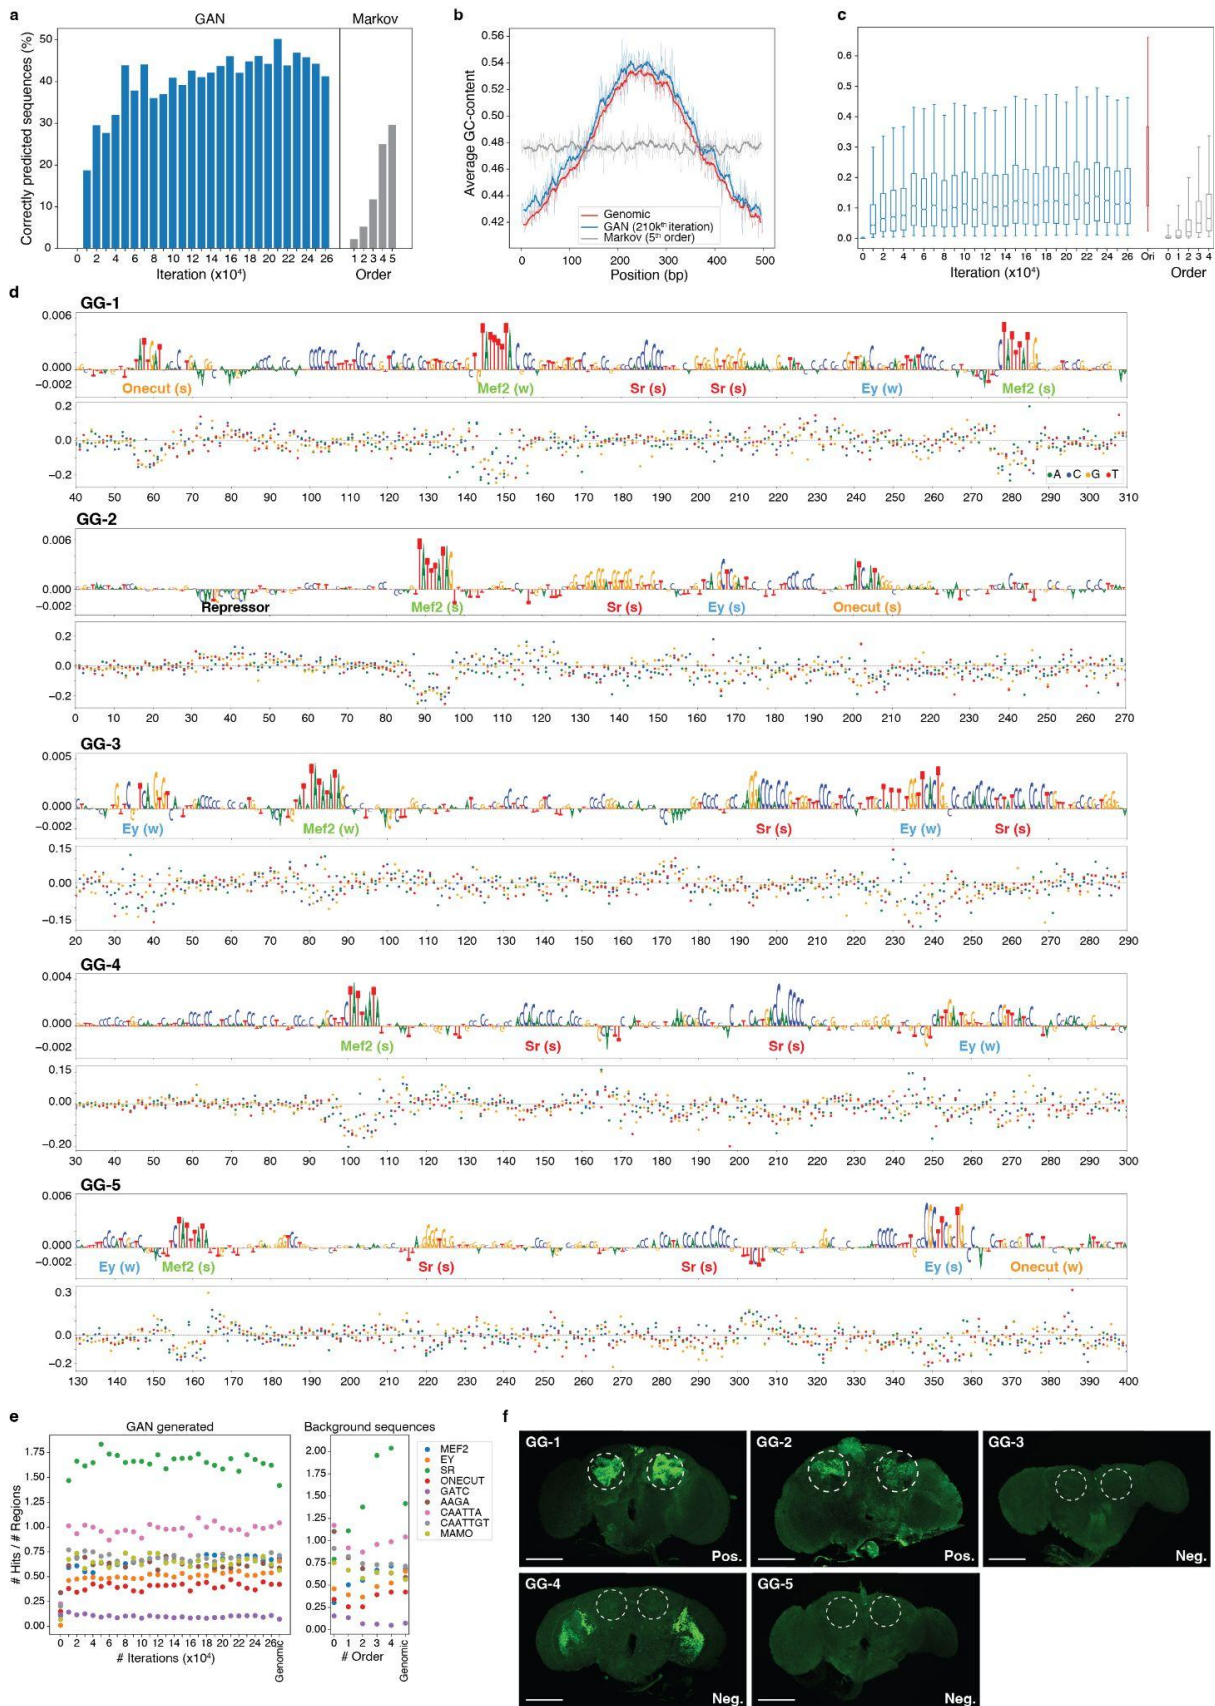 a
GAN
Markov
Correctly predicted sequences (%)
50
40
30
20
10
0
0 2 4 6 8 10 12 14 16 18 20 22 24 26
1 2 3 4 5
Iteration (x10⁴)
Order
b
Average GC-content
0.56
0.54
0.52
0.50
0.48
0.46
0.44
0.42
Genomic
GAN (210kᵗʰ iteration)
Markov (5ᵗʰ order)
0 100 200 300 400 500
Position (bp)
c
0.6
0.5
0.4
0.3
0.2
0.1
0.0
0 2 4 6 8 10 12 14 16 18 20 22 24 26
Ori
0 1 2 3 4
Iteration (x10⁴)
Order
d
GG-1
0.006
0.000
−0.002
Onecut (s) Mef2 (w) Sr (s) Sr (s) Ey (w) Mef2 (s)
0.2
0.0
−0.2
A C G T
40 50 60 70 80 90 100 110 120 130 140 150 160 170 180 190 200 210 220 230 240 250 260 270 280 290 300 310
GG-2
0.006
0.000
−0.002
Repressor Mef2 (s) Sr (s) Ey (s) Onecut (s)
0.2
0.0
−0.2
0 10 20 30 40 50 60 70 80 90 100 110 120 130 140 150 160 170 180 190 200 210 220 230 240 250 260 270
GG-3
0.005
0.000
−0.002
Ey (w) Mef2 (w) Sr (s) Ey (w) Sr (s)
0.15
0.00
−0.15
20 30 40 50 60 70 80 90 100 110 120 130 140 150 160 170 180 190 200 210 220 230 240 250 260 270 280 290
GG-4
0.004
0.000
−0.002
Mef2 (s) Sr (s) Sr (s) Ey (w)
0.15
0.00
−0.20
30 40 50 60 70 80 90 100 110 120 130 140 150 160 170 180 190 200 210 220 230 240 250 260 270 280 290 300
GG-5
0.006
0.000
−0.002
Ey (w) Mef2 (s) Sr (s) Sr (s) Ey (s) Onecut (w)
0.3
0.0
−0.2
130 140 150 160 170 180 190 200 210 220 230 240 250 260 270 280 290 300 310 320 330 340 350 360 370 380 390 400
e
GAN generated
# Hits / # Regions
1.75
1.50
1.25
1.00
0.75
0.50
0.25
0.00
0 2 4 6 8 10 12 14 16 18 20 22 24 26 Genomic
# Iterations (x10⁴)
Background sequences
2.00
1.75
1.50
1.25
1.00
0.75
0.50
0.25
0.00
0 1 2 3 4 Genomic
# Order
MEF2
EY
SR
ONECUT
GATC
AAGA
CAATTA
CAATTGT
MAMO
f
GG-1
Pos.
GG-2
Pos.
GG-3
Neg.
GG-4
Neg.
GG-5
Neg.